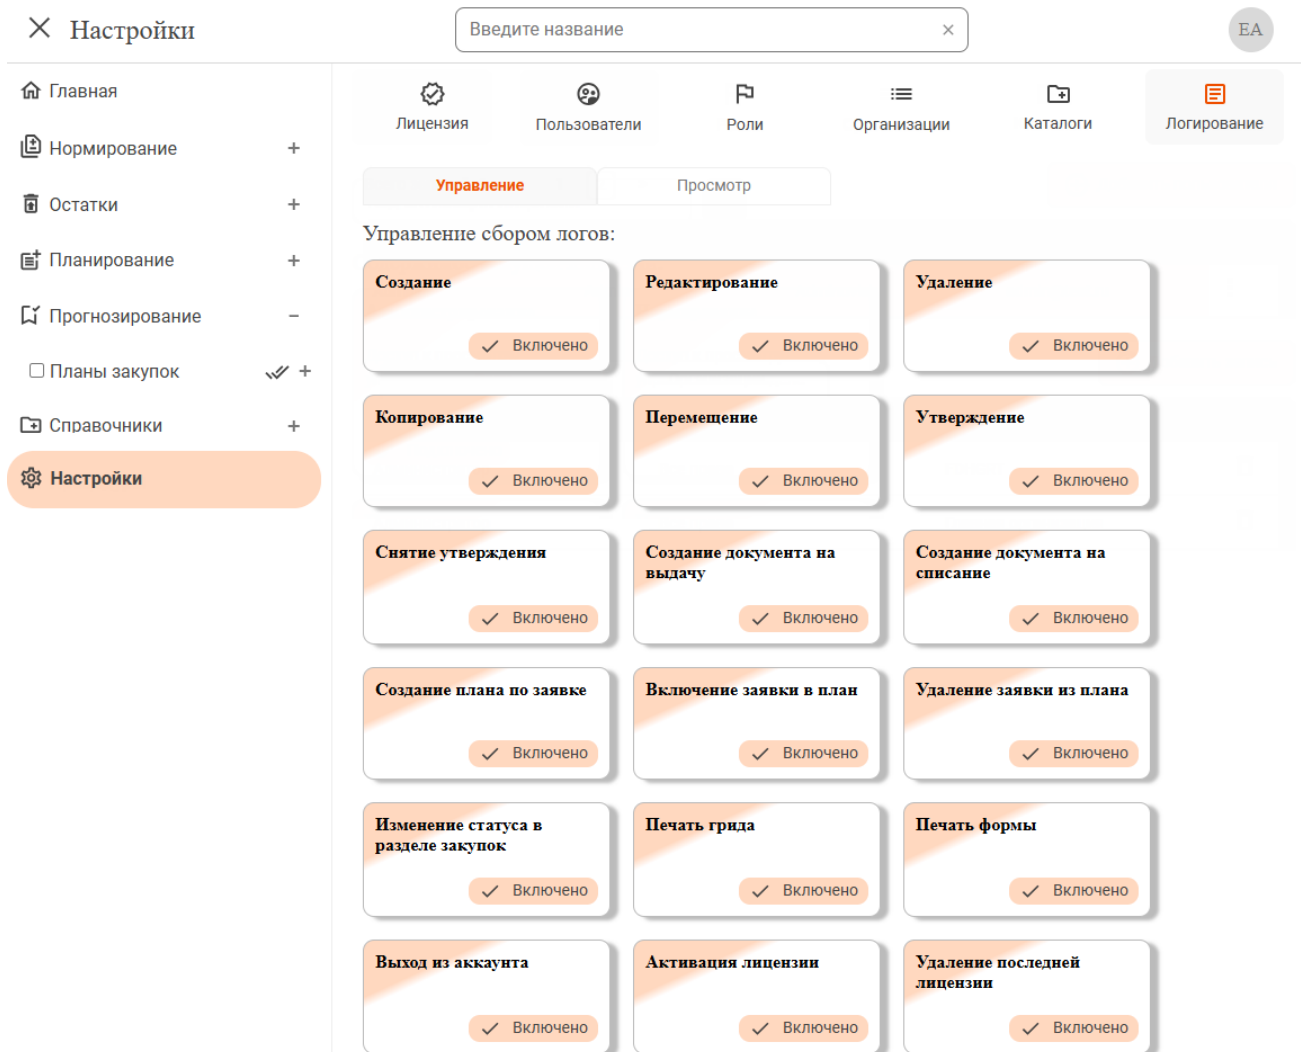 Настройки
Введите название
EA
Главная
Нормирование
Остатки
Планирование
Прогнозирование
Планы закупок
Справочники
Настройки
Лицензия
Пользователи
Роли
Организации
Каталоги
Логирование
Управление
Просмотр
Управление сбором логов:
Создание
Включено
Редактирование
Включено
Удаление
Включено
Копирование
Включено
Перемещение
Включено
Утверждение
Включено
Снятие утверждения
Включено
Создание документа на
выдачу
Включено
Создание документа на
списание
Включено
Создание плана по заявке
Включено
Включение заявки в план
Включено
Удаление заявки из плана
Включено
Изменение статуса в
разделе закупок
Включено
Печать грида
Включено
Печать формы
Включено
Выход из аккаунта
Включено
Активация лицензии
Включено
Удаление последней
лицензии
Включено